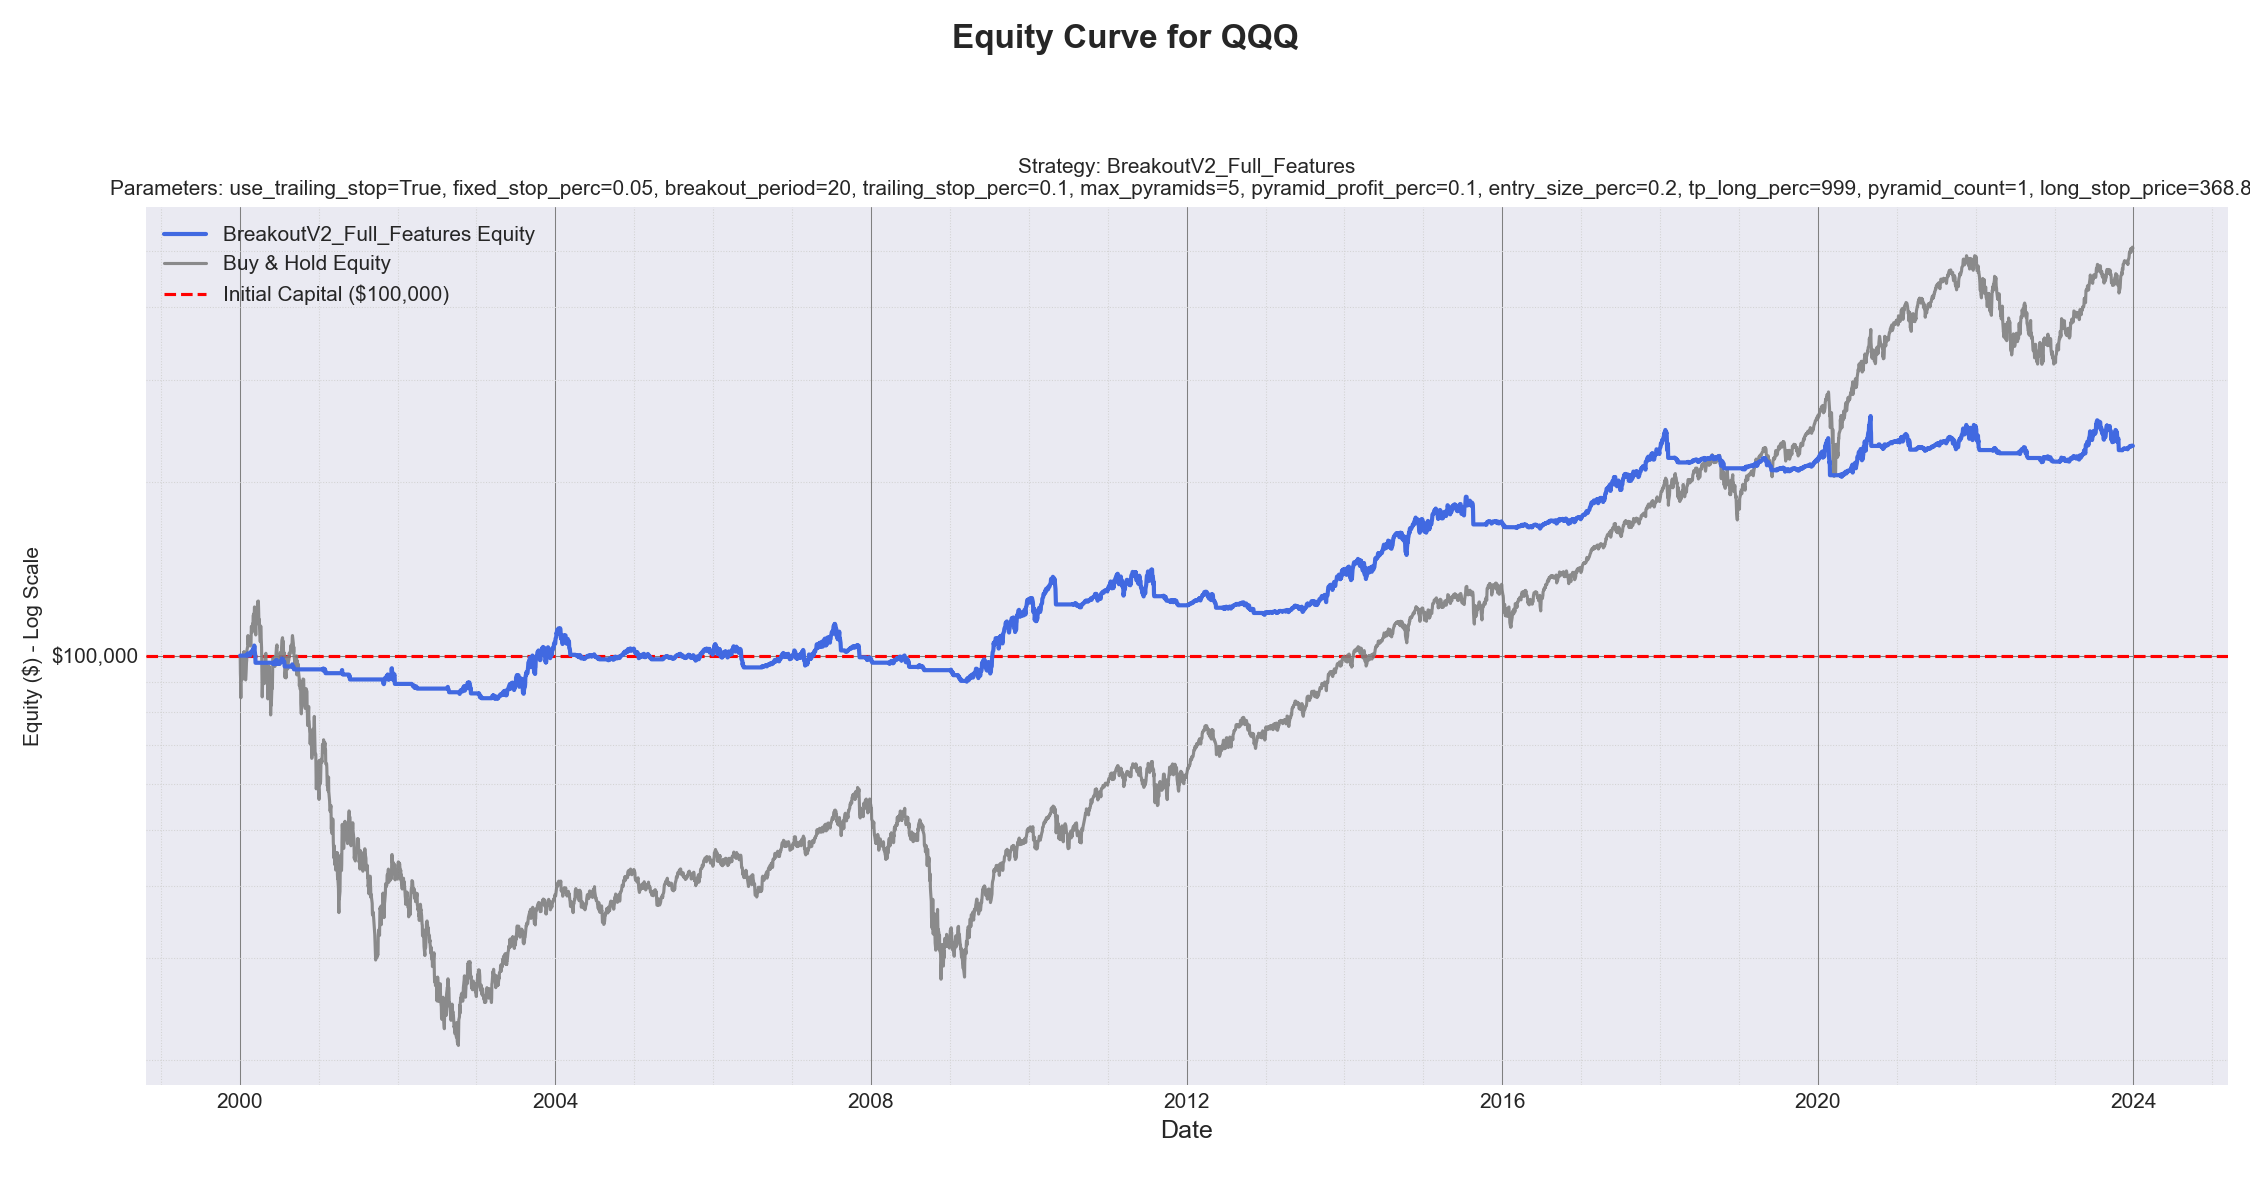 Equity Curve for QQQ
Strategy: BreakoutV2_Full_Features
Parameters: use_trailing_stop=True, fixed_stop_perc=0.05, breakout_period=20, trailing_stop_perc=0.1, max_pyramids=5, pyramid_profit_perc=0.1, entry_size_perc=0.2, tp_long_perc=999, pyramid_count=1, long_stop_price=368.8
BreakoutV2_Full_Features Equity
Buy & Hold Equity
Initial Capital ($100,000)
Equity ($) - Log Scale
$100,000
2000 2004 2008 2012 2016 2020 2024
Date